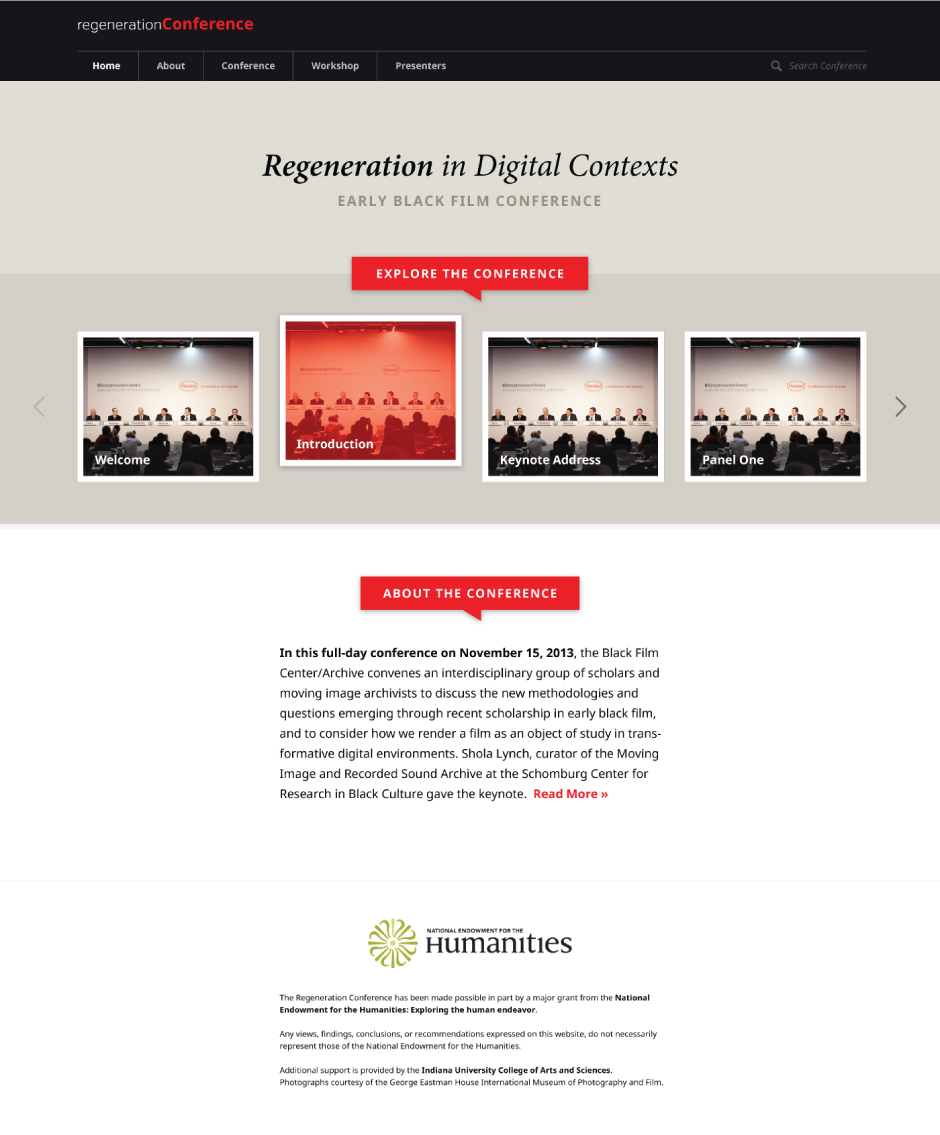 regenerationConference
Home About Conference Workshop Presenters Search Conference
Regeneration in Digital Contexts
EARLY BLACK FILM CONFERENCE
EXPLORE THE CONFERENCE
Welcome
Introduction
Keynote Address
Panel One
ABOUT THE CONFERENCE
In this full-day conference on November 15, 2013, the Black Film
Center/Archive convenes an interdisciplinary group of scholars and
moving image archivists to discuss the new methodologies and
questions emerging through recent scholarship in early black film,
and to consider how we render a film as an object of study in trans-
formative digital environments. Shola Lynch, curator of the Moving
Image and Recorded Sound Archive at the Schomburg Center for
Research in Black Culture gave the keynote. Read More »
NATIONAL ENDOWMENT FOR THE
Humanities
The Regeneration Conference has been made possible in part by a major grant from the National
Endowment for the Humanities: Exploring the human endeavor.
Any views, findings, conclusions, or recommendations expressed on this website, do not necessarily
represent those of the National Endowment for the Humanities.
Additional support is provided by the Indiana University College of Arts and Sciences.
Photographs courtesy of the George Eastman House International Museum of Photography and Film.